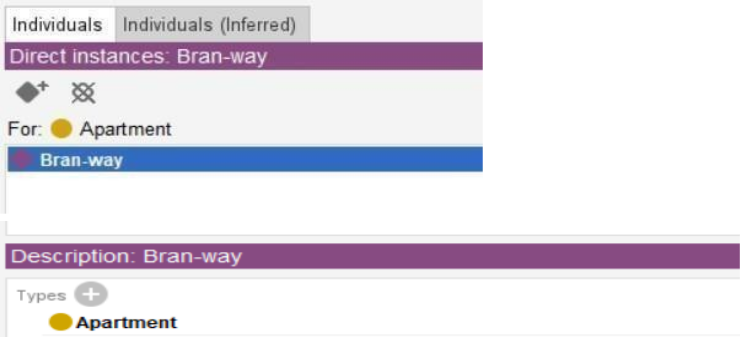 Individuals Individuals (Inferred)
Direct instances: Bran-way
For: Apartment
Bran-way
Description: Bran-way
Types
Apartment